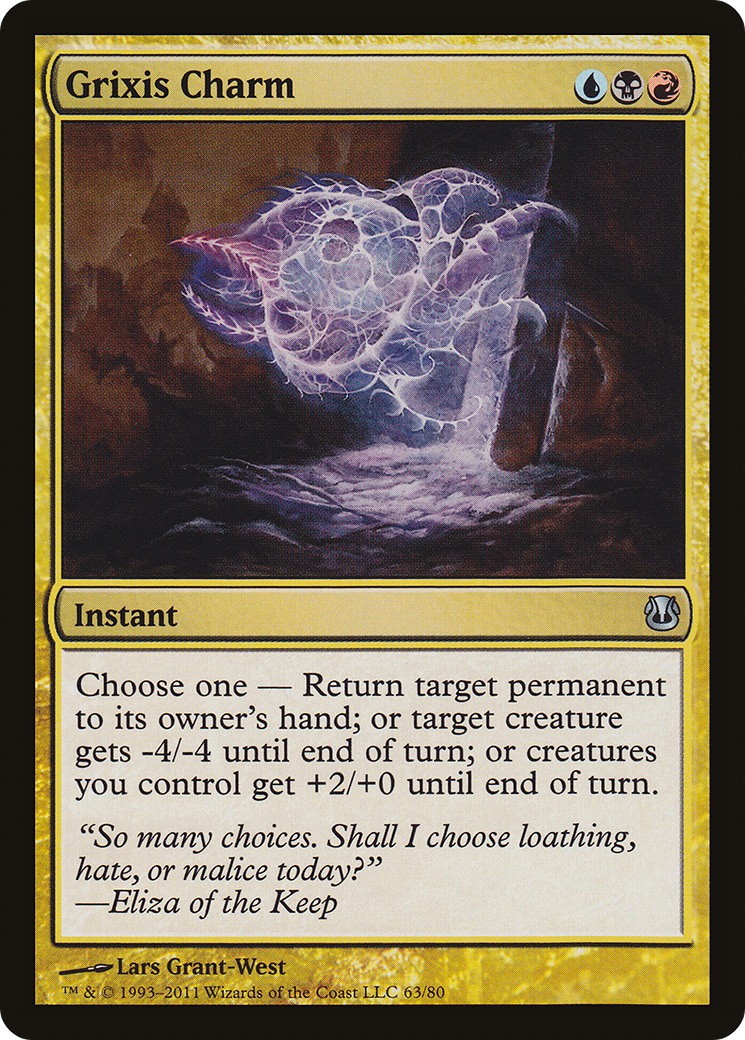 Grixis Charm
Instant
Choose one — Return target permanent
to its owner's hand; or target creature
gets -4/-4 until end of turn; or creatures
you control get +2/+0 until end of turn.
“So many choices. Shall I choose loathing,
hate, or malice today?”
—Eliza of the Keep
Lars Grant-West
™ & © 1993–2011 Wizards of the Coast LLC 63/80